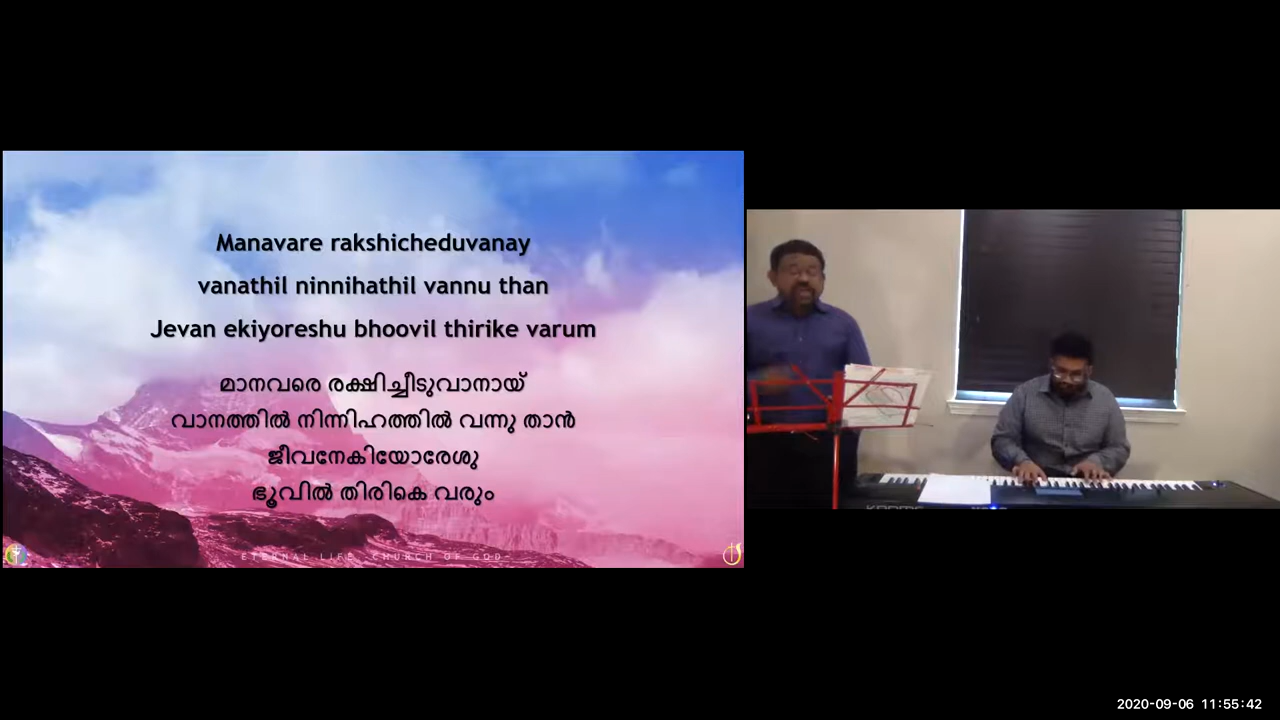 Manavare rakshicheduvanay
vanathil ninnihathil vannu than
Jevan ekiyoreshu bhoovil thirike varum
മാനവരെ രക്ഷിച്ചീടുവാനായ്
വാനത്തിൽ നിന്നിഹത്തിൽ വന്നു താൻ
ജീവനേകിയോരേശു
ഭൂവിൽ തിരികെ വരും
ETERNAL LIFE CHURCH OF GOD
2020-09-06 11:55:42